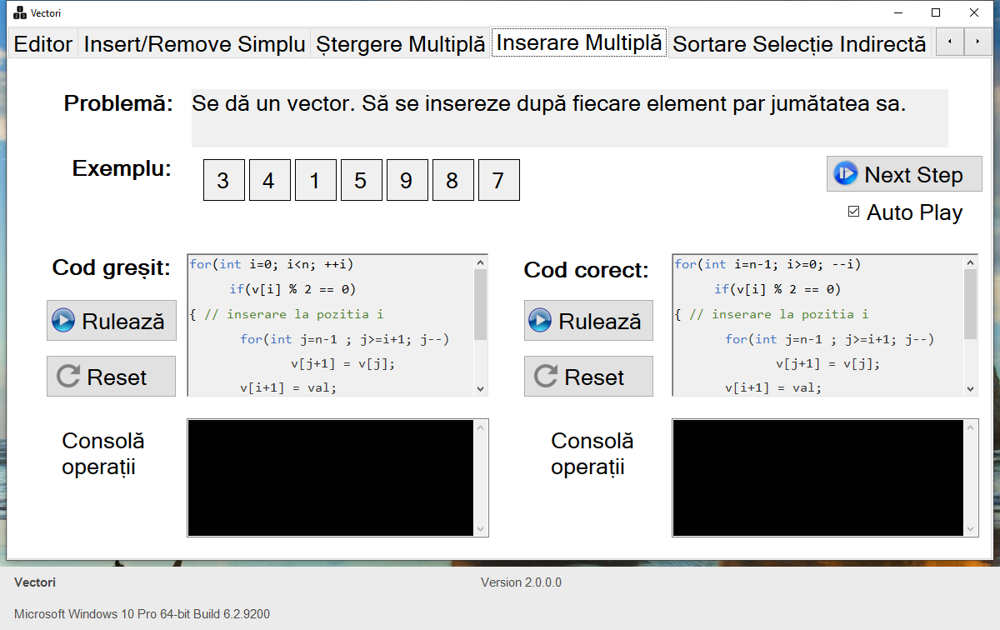 Vectori
Editor Insert/Remove Simplu Ștergere Multiplă Inserare Multiplă Sortare Selecție Indirectă
Problemă: Se dă un vector. Să se insereze după fiecare element par jumătatea sa.
Exemplu: 3 4 1 5 9 8 7
Next Step
Auto Play
Cod greșit:
for(int i=0; i<n; ++i)
if(v[i] % 2 == 0)
{ // inserare la pozitia i
for(int j=n-1 ; j>=i+1; j--)
v[j+1] = v[j];
v[i+1] = val;
Rulează
Reset
Cod corect:
for(int i=n-1; i>=0; --i)
if(v[i] % 2 == 0)
{ // inserare la pozitia i
for(int j=n-1 ; j>=i+1; j--)
v[j+1] = v[j];
v[i+1] = val;
Rulează
Reset
Consolă
operații
Consolă
operații
Vectori Version 2.0.0.0
Microsoft Windows 10 Pro 64-bit Build 6.2.9200